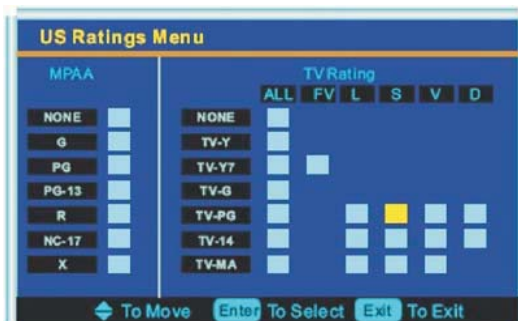 US Ratings Menu
MPAA
TV Rating
ALL FV L S V D
NONE NONE
G TV-Y
PG TV-Y7
PG-13 TV-G
R TV-PG
NC-17 TV-14
X TV-MA
To Move Enter To Select Exit To Exit